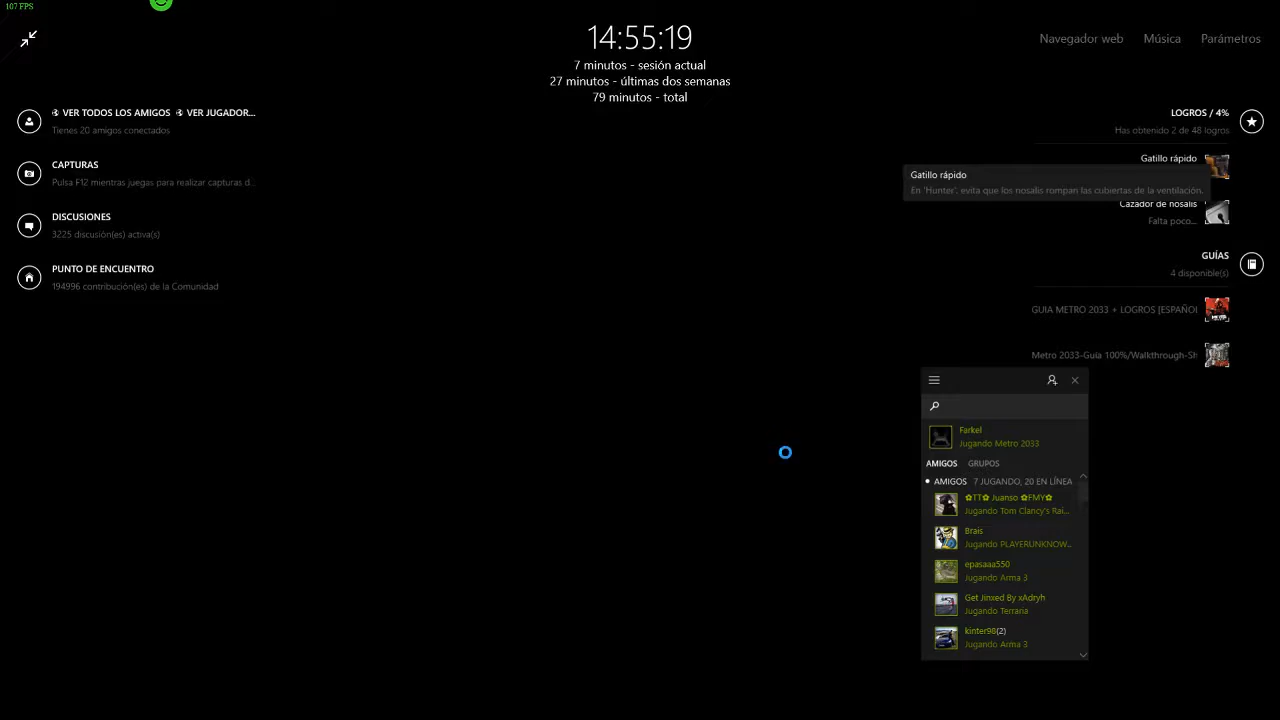 107 FPS
14:55:19
7 minutos - sesión actual
27 minutos - últimas dos semanas
79 minutos - total
Navegador web
Música
Parámetros
VER TODOS LOS AMIGOS VER JUGADOR...
Tienes 20 amigos conectados
CAPTURAS
Pulsa F12 mientras juegas para realizar capturas d...
DISCUSIONES
3225 discusión(es) activa(s)
PUNTO DE ENCUENTRO
194996 contribución(es) de la Comunidad
LOGROS / 4%
Has obtenido 2 de 48 logros
Gatillo rápido
Gatillo rápido
En 'Hunter', evita que los nosalis rompan las cubiertas de la ventilación.
Cazador de nosalis
Falta poco...
GUÍAS
4 disponible(s)
GUIA METRO 2033 + LOGROS [ESPAÑOL
Metro 2033-Guía 100%/Walkthrough-Sh
Farkel
Jugando Metro 2033
AMIGOS GRUPOS
AMIGOS 7 JUGANDO, 20 EN LÍNEA
✿TT✿ Juanso ✿FMY✿
Jugando Tom Clancy's Rai...
Brais
Jugando PLAYERUNKNOW...
epasaaa550
Jugando Arma 3
Get Jinxed By xAdryh
Jugando Terraria
kinter98(2)
Jugando Arma 3